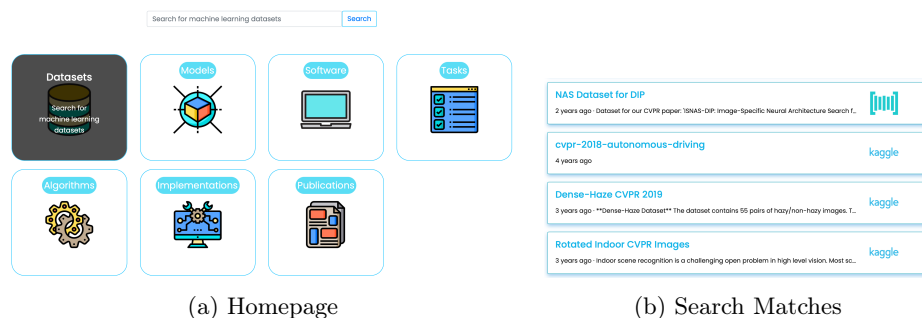 Search for machine learning datasets
Search
Datasets
Search for
machine learning
datasets
Models
Software
Tasks
Algorithms
Implementations
Publications
(a) Homepage
NAS Dataset for DIP
2 years ago · Dataset for our CVPR paper: ISNAS-DIP: Image-Specific Neural Architecture Search f...
cvpr-2018-autonomous-driving
4 years ago
kaggle
Dense-Haze CVPR 2019
3 years ago · **Dense-Haze Dataset** The dataset contains 55 pairs of hazy/non-hazy images. T...
kaggle
Rotated Indoor CVPR Images
3 years ago · Indoor scene recognition is a challenging open problem in high level vision. Most sc...
kaggle
(b) Search Matches